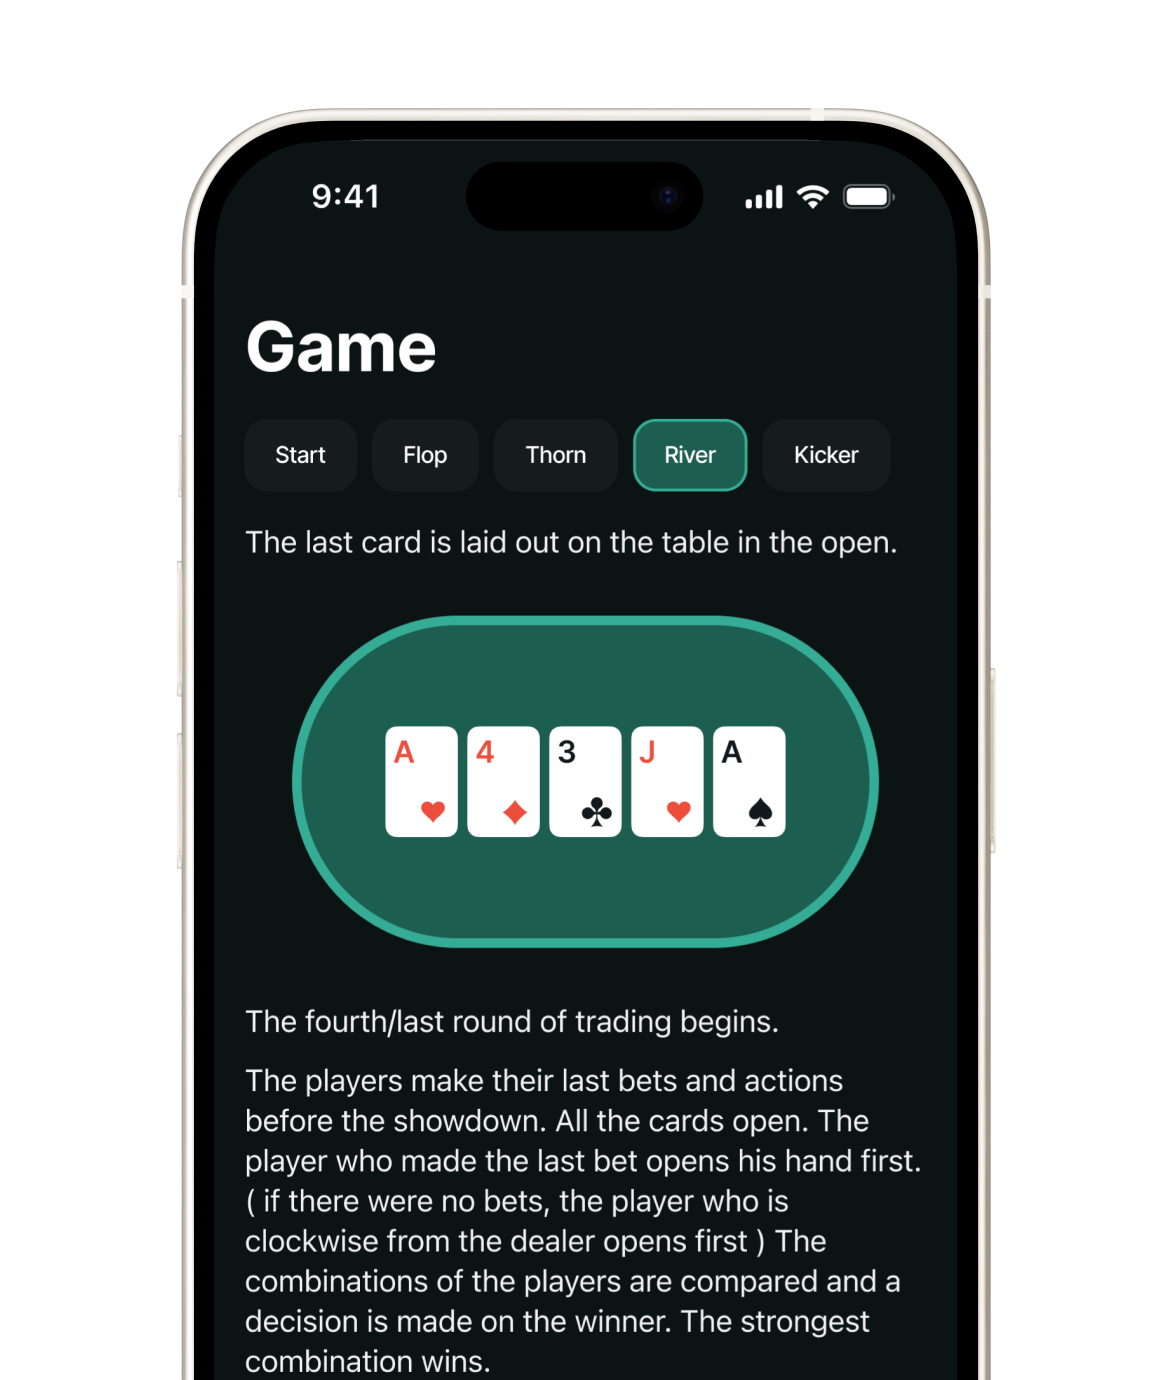 9:41
Game
Start Flop Thorn River Kicker
The last card is laid out on the table in the open.
A 4 3 J A
The fourth/last round of trading begins.
The players make their last bets and actions
before the showdown. All the cards open. The
player who made the last bet opens his hand first.
( if there were no bets, the player who is
clockwise from the dealer opens first ) The
combinations of the players are compared and a
decision is made on the winner. The strongest
combination wins.